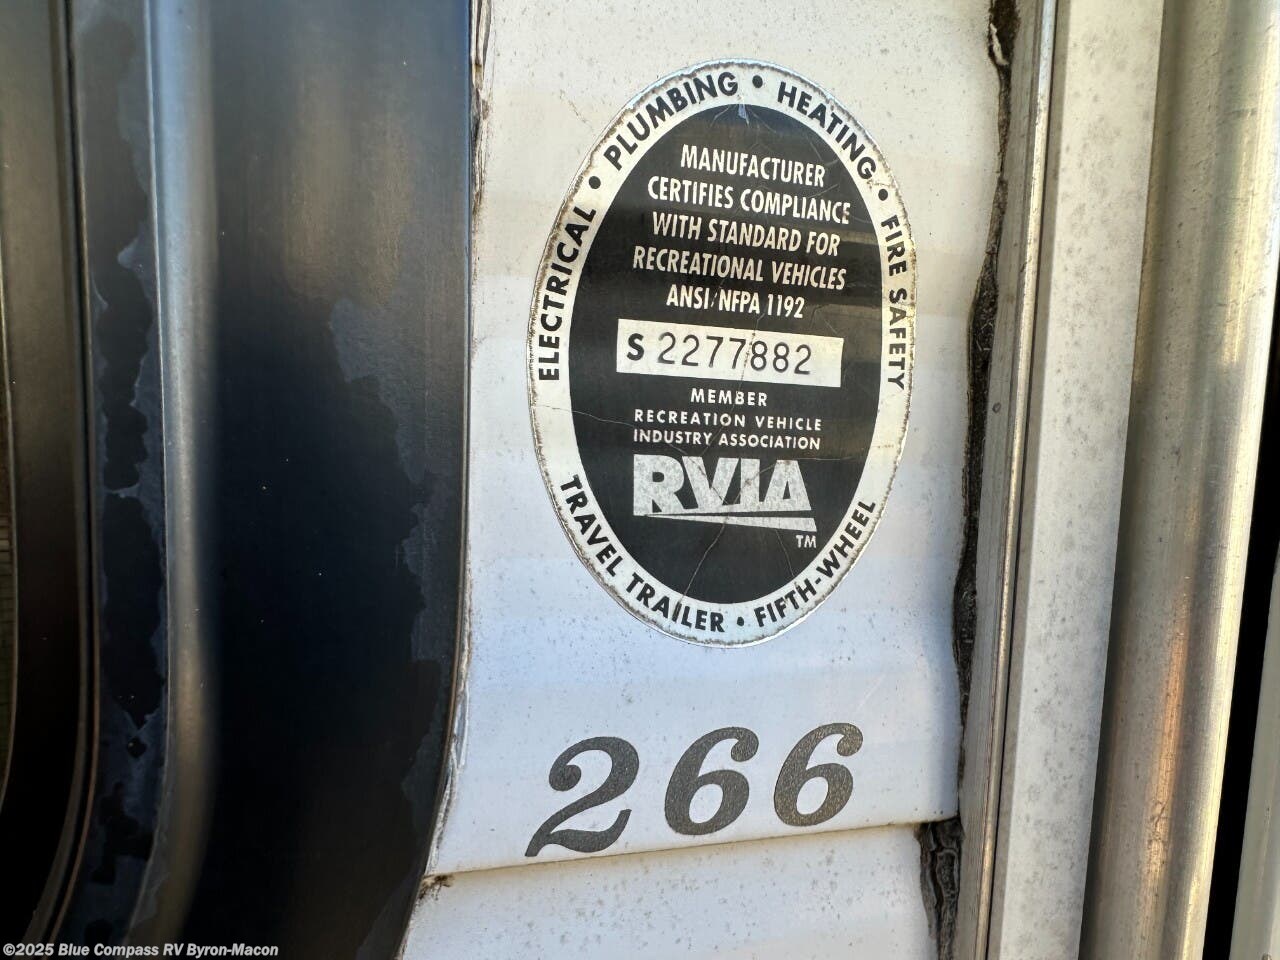 ELECTRICAL • PLUMBING • HEATING • FIRE SAFETY
MANUFACTURER
CERTIFIES COMPLIANCE
WITH STANDARD FOR
RECREATIONAL VEHICLES
ANSI/NFPA 1192
S 2277882
MEMBER
RECREATION VEHICLE
INDUSTRY ASSOCIATION
RVIA
TM
TRAVEL TRAILER • FIFTH-WHEEL
266
©2025 Blue Compass RV Byron-Macon